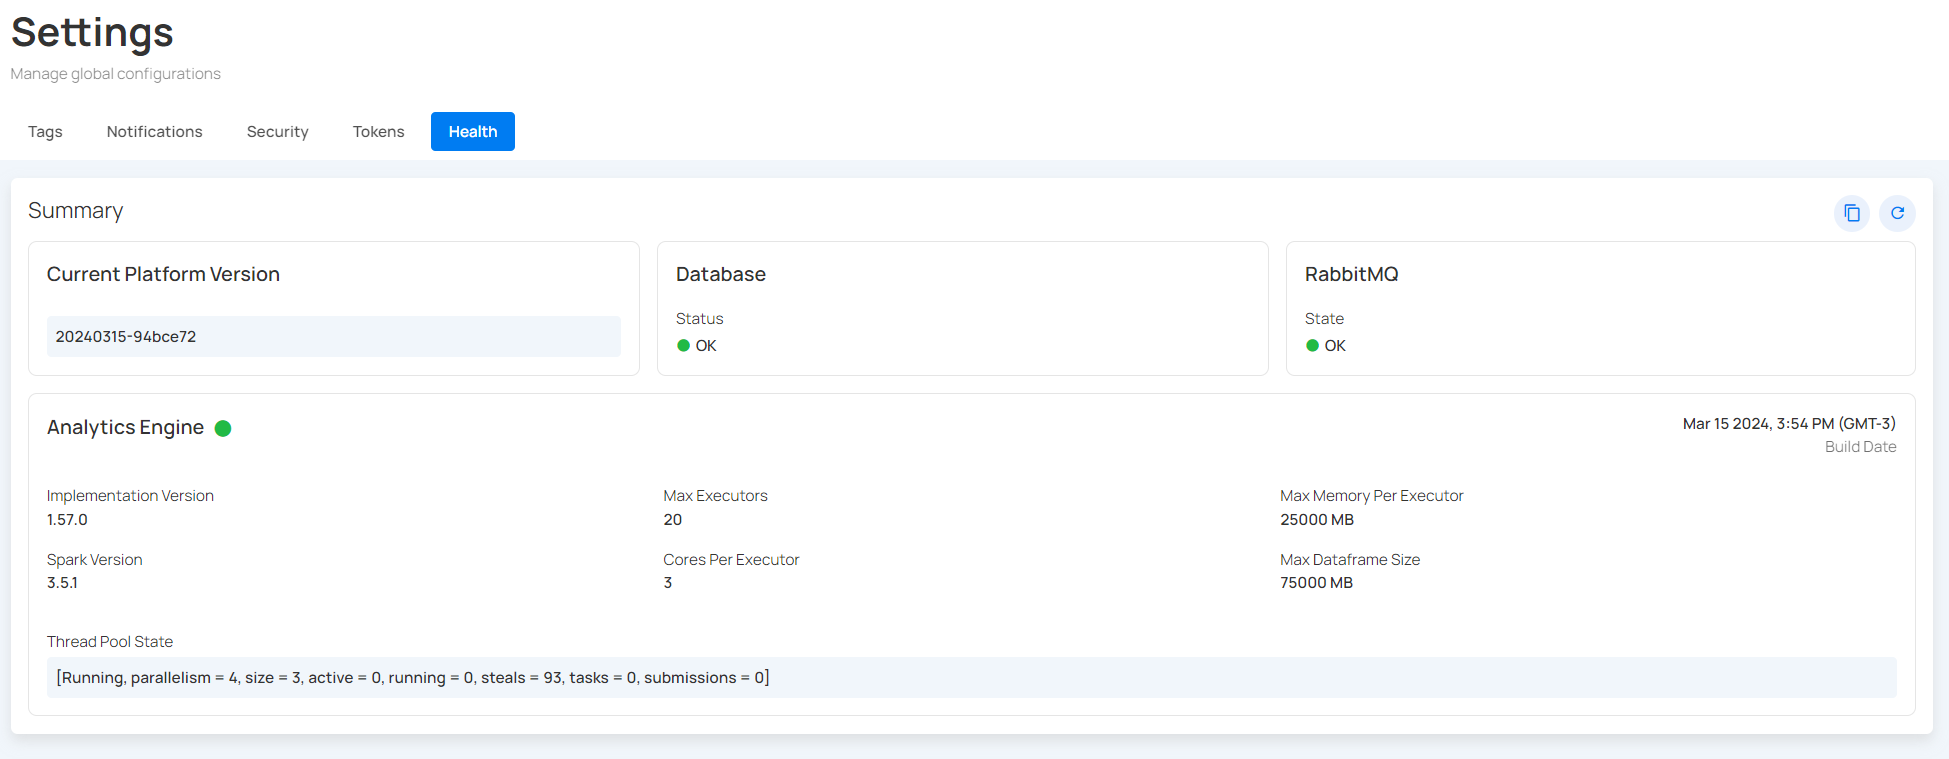 Settings
Manage global configurations
Tags Notifications Security Tokens Health
Summary
Current Platform Version
20240315-94bce72
Database
Status
OK
RabbitMQ
State
OK
Analytics Engine
Mar 15 2024, 3:54 PM (GMT-3)
Build Date
Implementation Version
1.57.0
Max Executors
20
Max Memory Per Executor
25000 MB
Spark Version
3.5.1
Cores Per Executor
3
Max Dataframe Size
75000 MB
Thread Pool State
[Running, parallelism = 4, size = 3, active = 0, running = 0, steals = 93, tasks = 0, submissions = 0]